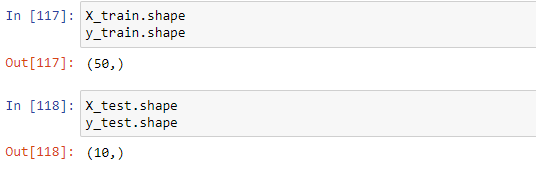 In [117]: X_train.shape
y_train.shape
Out[117]: (50,)
In [118]: X_test.shape
y_test.shape
Out[118]: (10,)